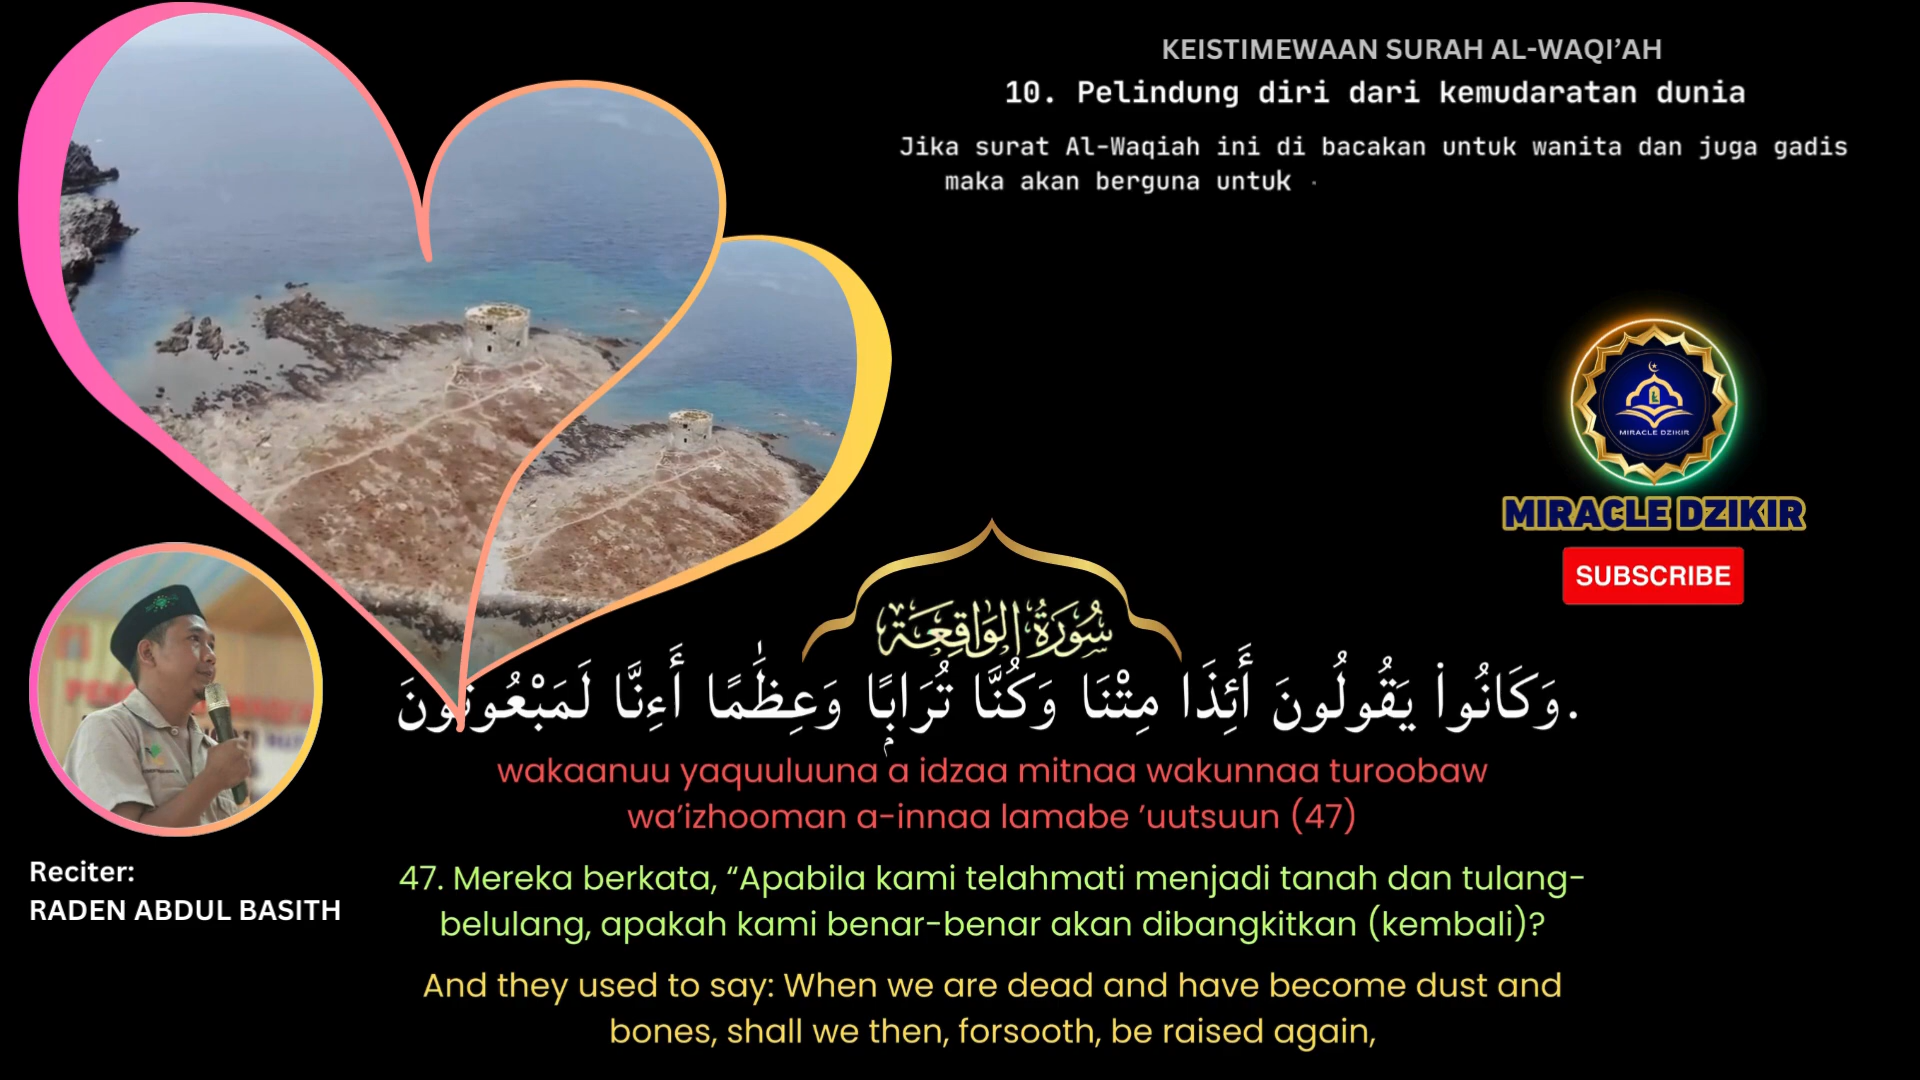 KEISTIMEWAAN SURAH AL-WAQI’AH
10. Pelindung diri dari kemudaratan dunia
Jika surat Al-Waqiah ini di bacakan untuk wanita dan juga gadis
maka akan berguna untuk
MIRACLE DZIKIR
MIRACLE DZIKIR
SUBSCRIBE
سُورَةُ الوَاقِعَة
وَكَانُوا۟ يَقُولُونَ أَئِذَا مِتْنَا وَكُنَّا تُرَابًۭا وَعِظَٰمًا أَءِنَّا لَمَبْعُوثُونَ.
wakaanuu yaquuluuna a idzaa mitnaa wakunnaa turoobaw
wa’izhooman a-innaa lamabe ’uutsuun (47)
47. Mereka berkata, “Apabila kami telahmati menjadi tanah dan tulang-
belulang, apakah kami benar-benar akan dibangkitkan (kembali)?
And they used to say: When we are dead and have become dust and
bones, shall we then, forsooth, be raised again,
Reciter:
RADEN ABDUL BASITH